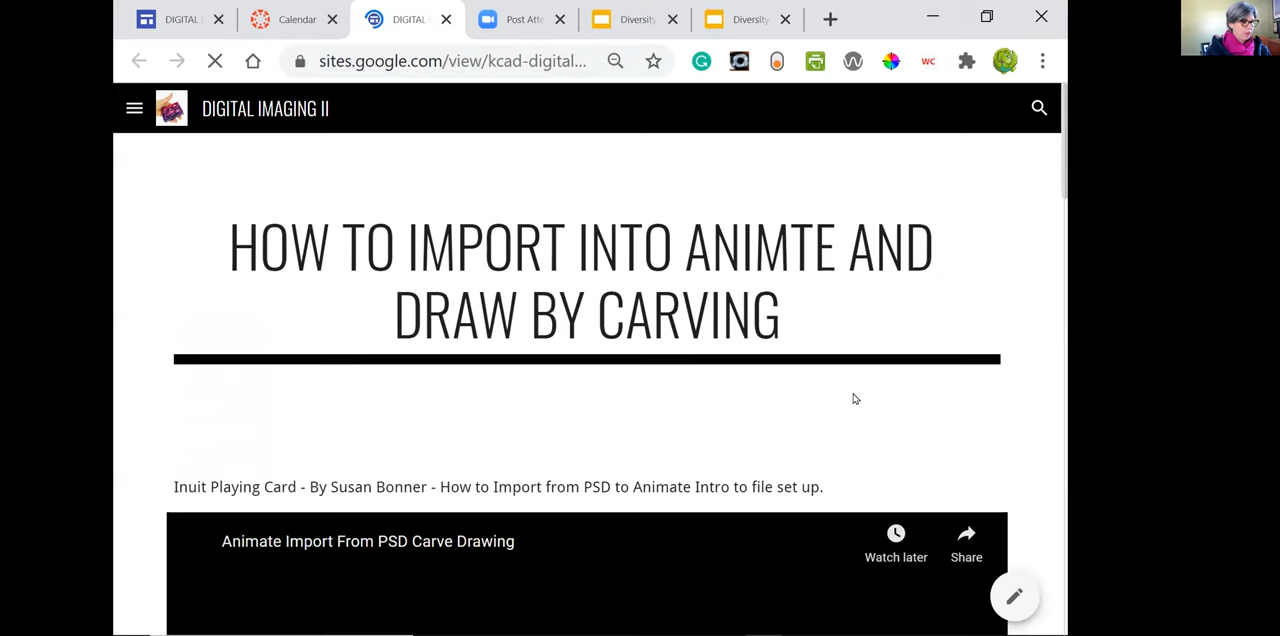 DIGITAL
Calendar
DIGITAL
Post Atte
Diversity
Diversity
sites.google.com/view/kcad-digital...
WC
DIGITAL IMAGING II
HOW TO IMPORT INTO ANIMTE AND
DRAW BY CARVING
Inuit Playing Card - By Susan Bonner - How to Import from PSD to Animate Intro to file set up.
Animate Import From PSD Carve Drawing
Watch later
Share